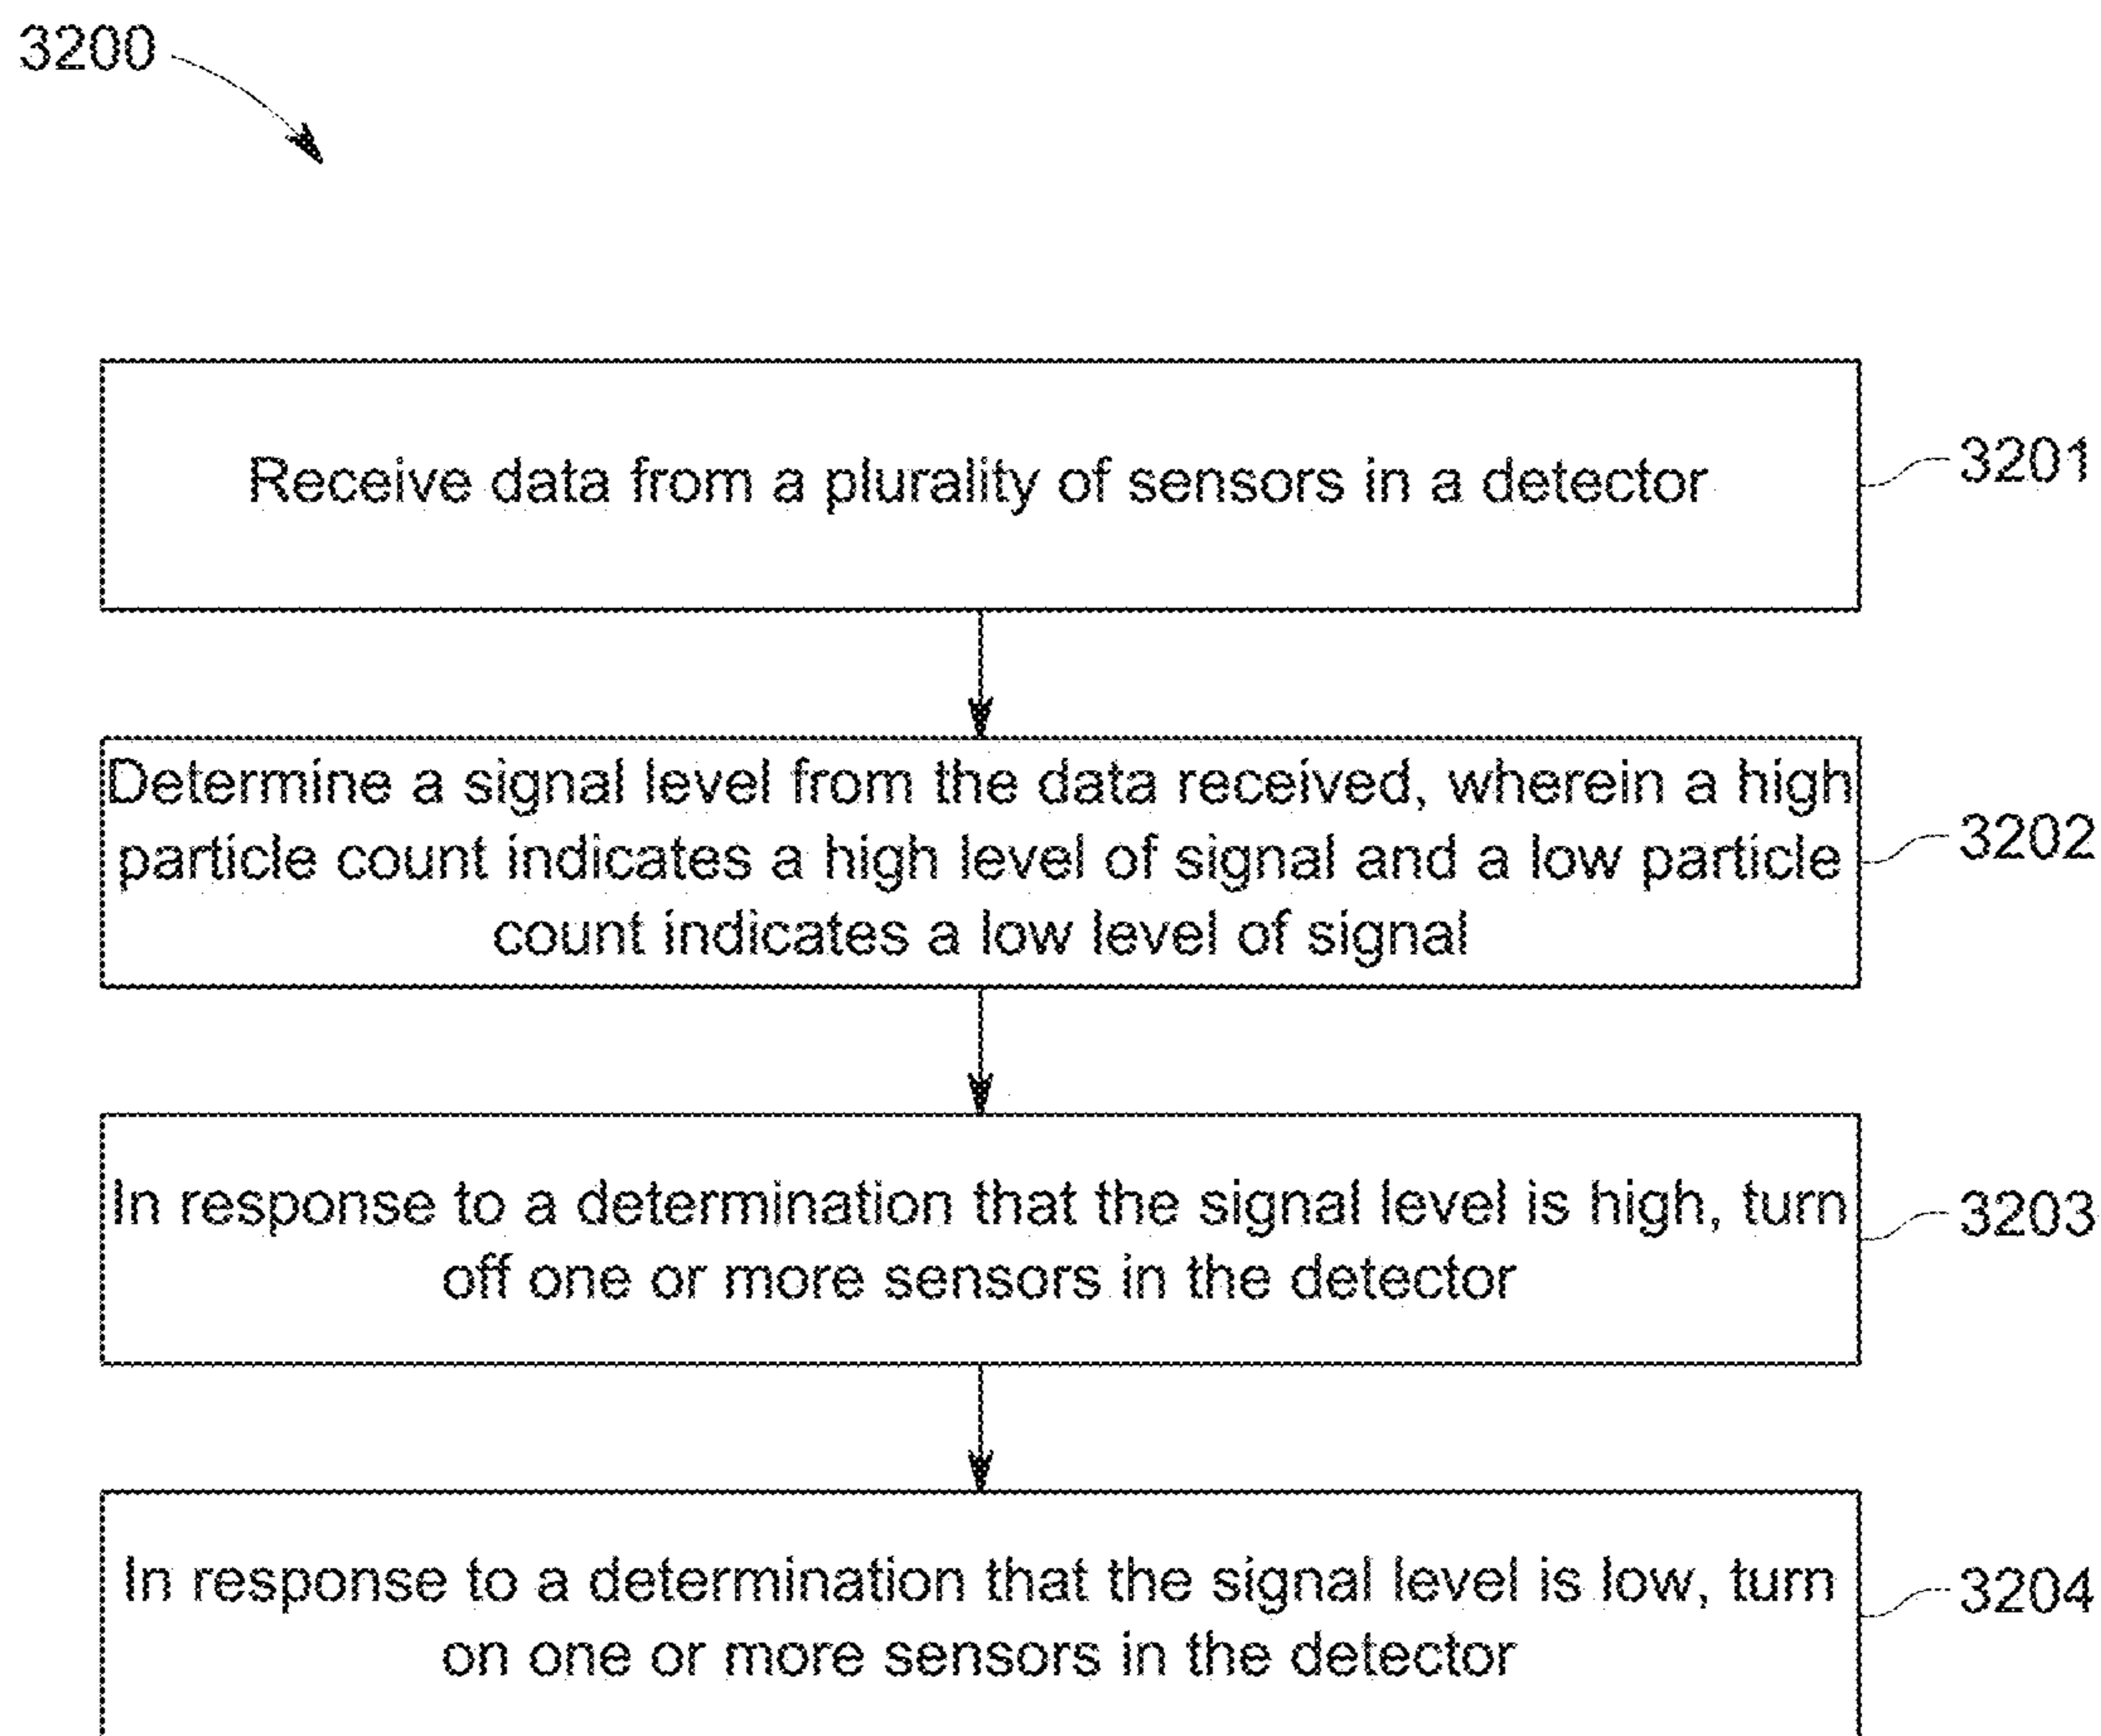 3200
Receive data from a plurality of sensors in a detector
3201
Determine a signal level from the data received, wherein a high
particle count indicates a high level of signal and a low particle
count indicates a low level of signal
3202
In response to a determination that the signal level is high, turn
off one or more sensors in the detector
3203
In response to a determination that the signal level is low, turn
on one or more sensors in the detector
3204